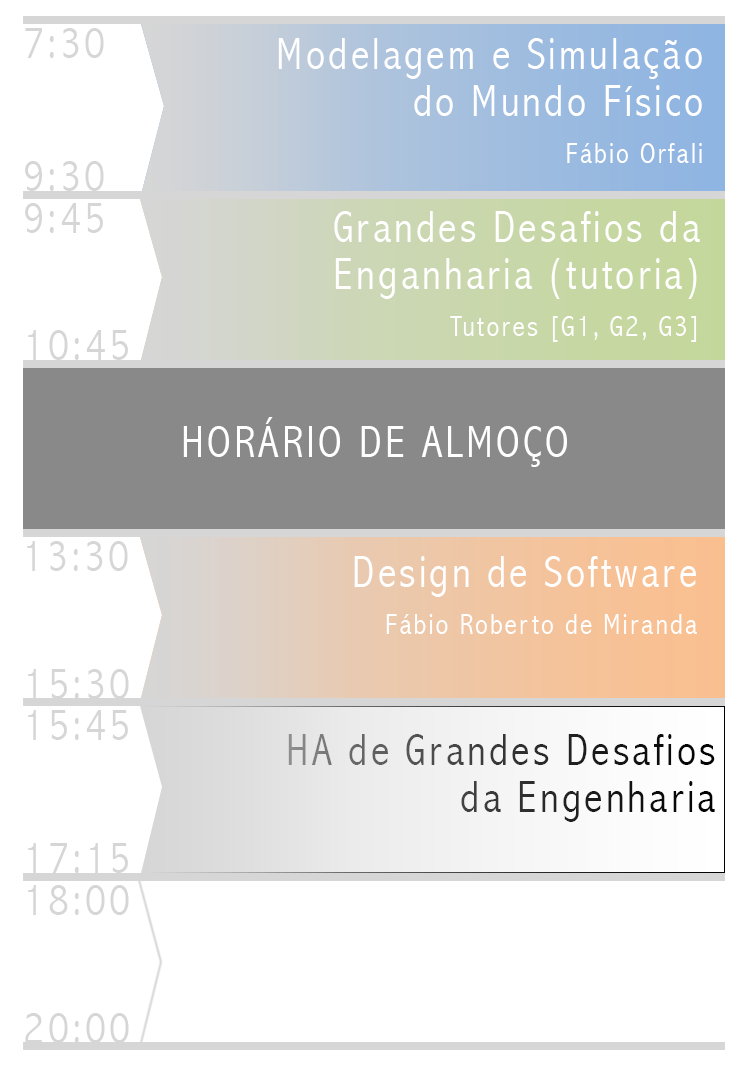 7:30
Modelagem e Simulação
do Mundo Físico
Fábio Orfali
9:30
9:45
Grandes Desafios da
Enganharia (tutoria)
Tutores [G1, G2, G3]
10:45
HORÁRIO DE ALMOÇO
13:30
Design de Software
Fábio Roberto de Miranda
15:30
15:45
HA de Grandes Desafios
da Engenharia
17:15
18:00
20:00